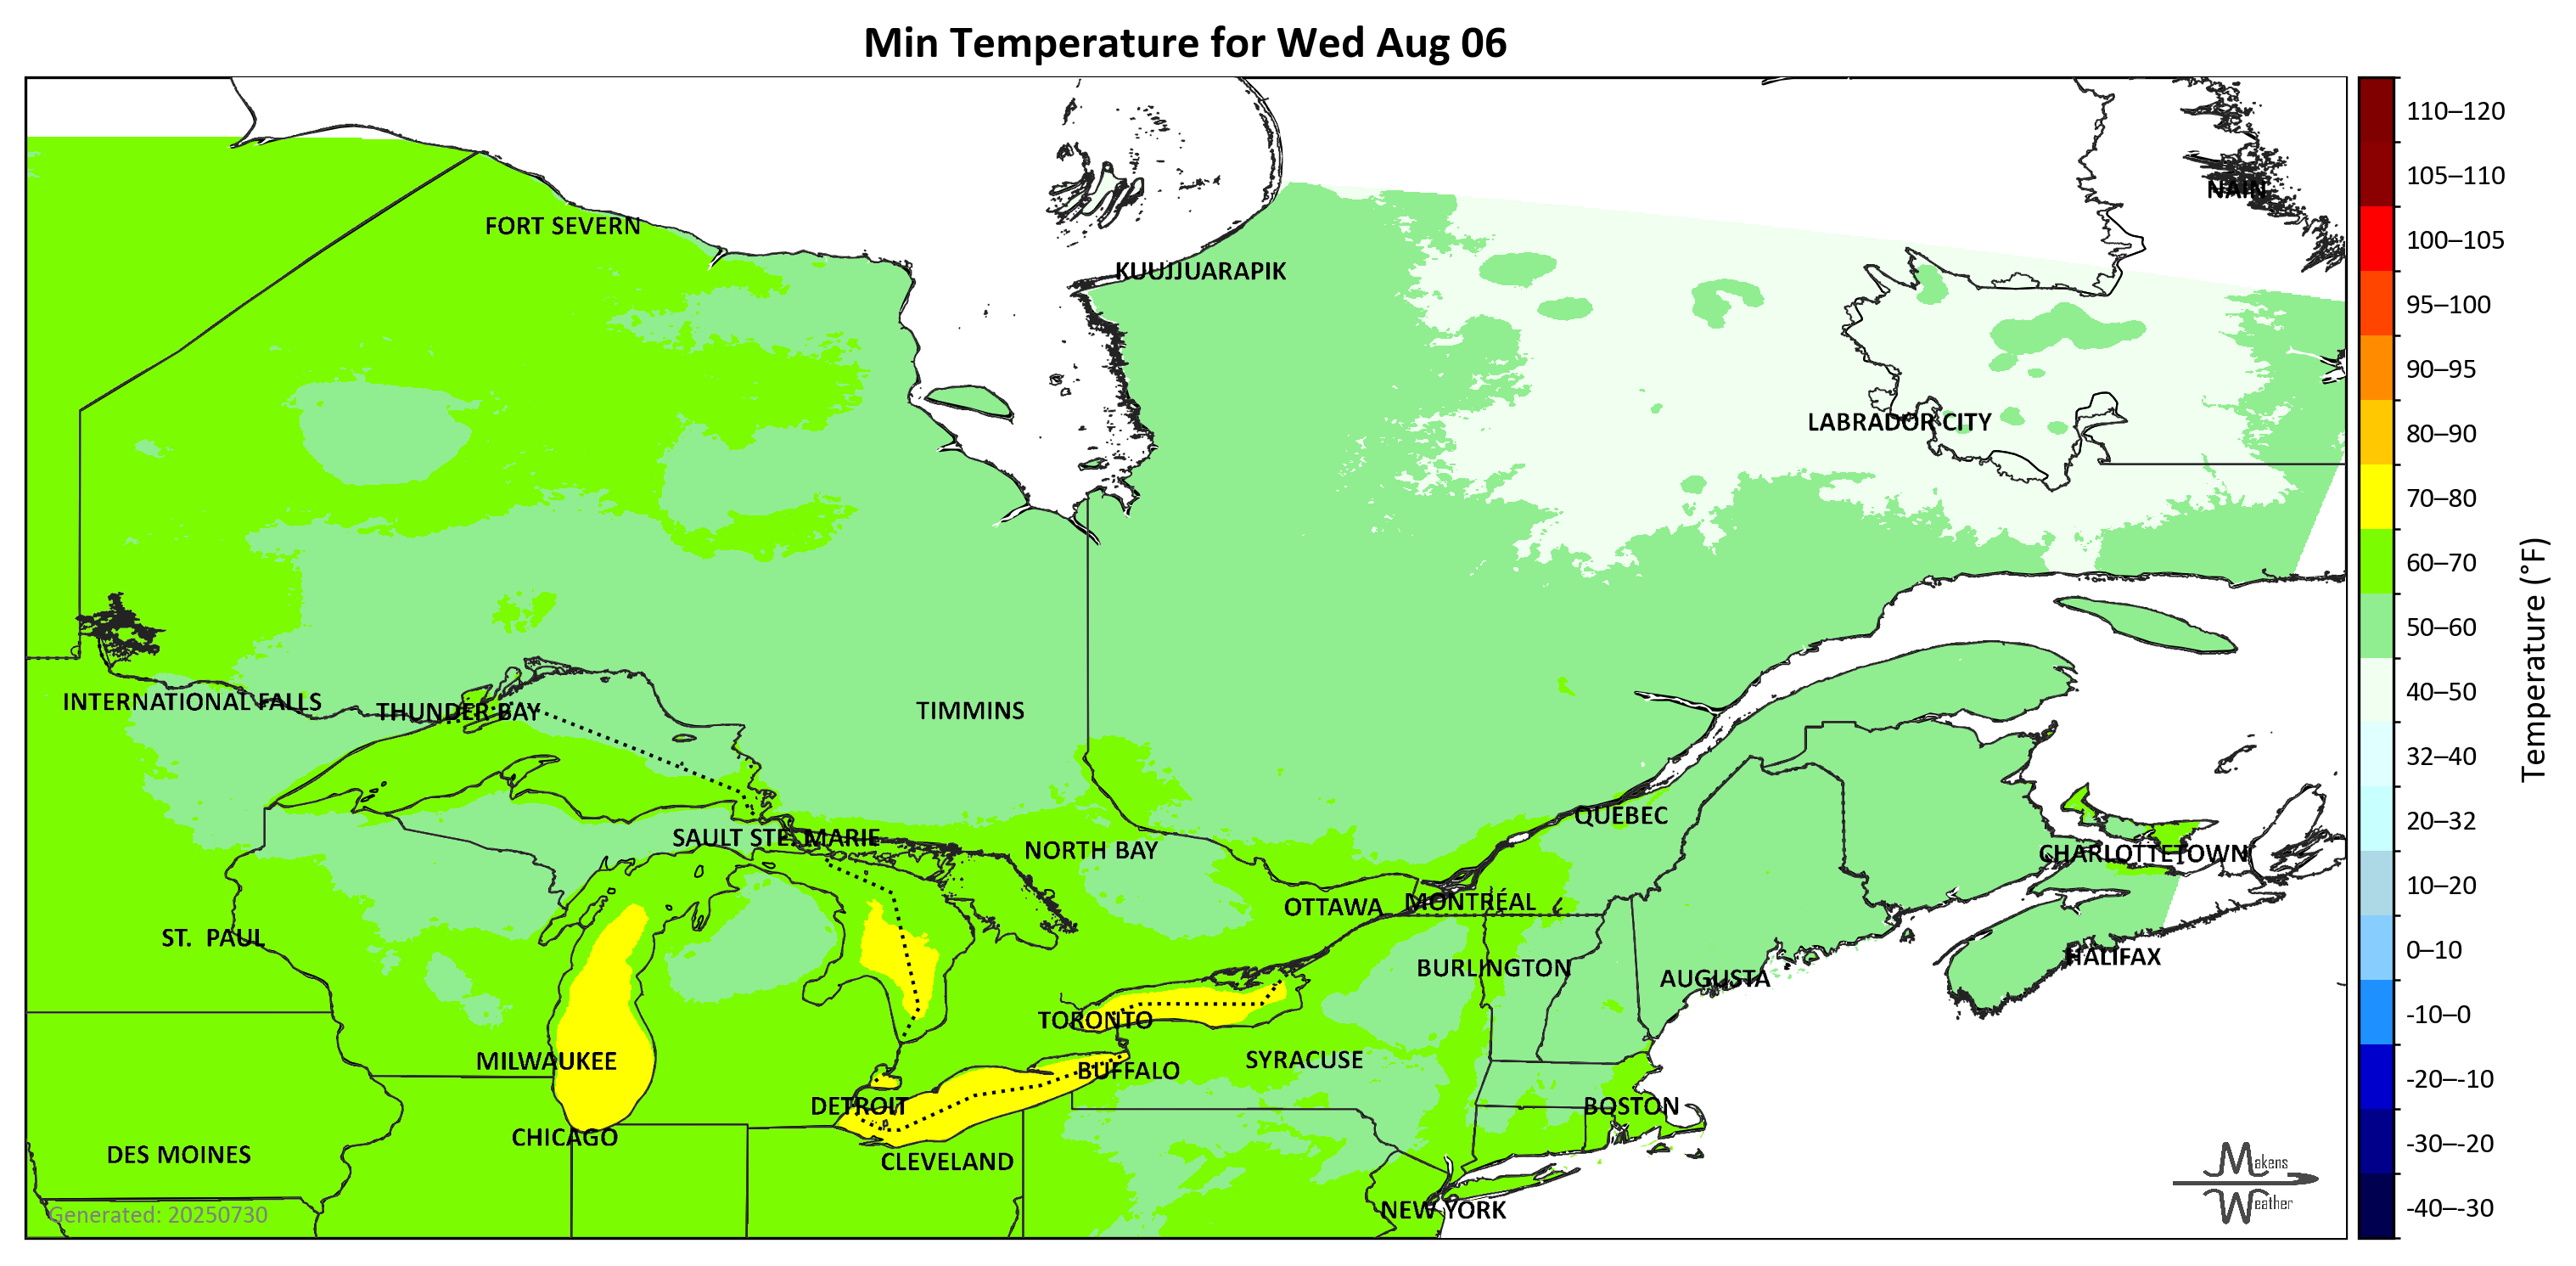 Min Temperature for Wed Aug 06
110–120
105–110
NAIN
FORT SEVERN
100–105
KUUJJUARAPIK
95–100
90–95
LABRADOR CITY
80–90
70–80
60–70
50–60
Temperature (°F)
40–50
INTERNATIONAL FALLS
THUNDER BAY
TIMMINS
32–40
QUÉBEC
20–32
SAULT STE. MARIE
NORTH BAY
CHARLOTTETOWN
10–20
OTTAWA
MONTRÉAL
ST. PAUL
0–10
HALIFAX
BURLINGTON
AUGUSTA
-10–0
TORONTO
MILWAUKEE
SYRACUSE
BUFFALO
-20–-10
DETROIT
BOSTON
CHICAGO
-30–-20
DES MOINES
CLEVELAND
Makens
Weather
Generated: 20250730
NEW YORK
-40–-30